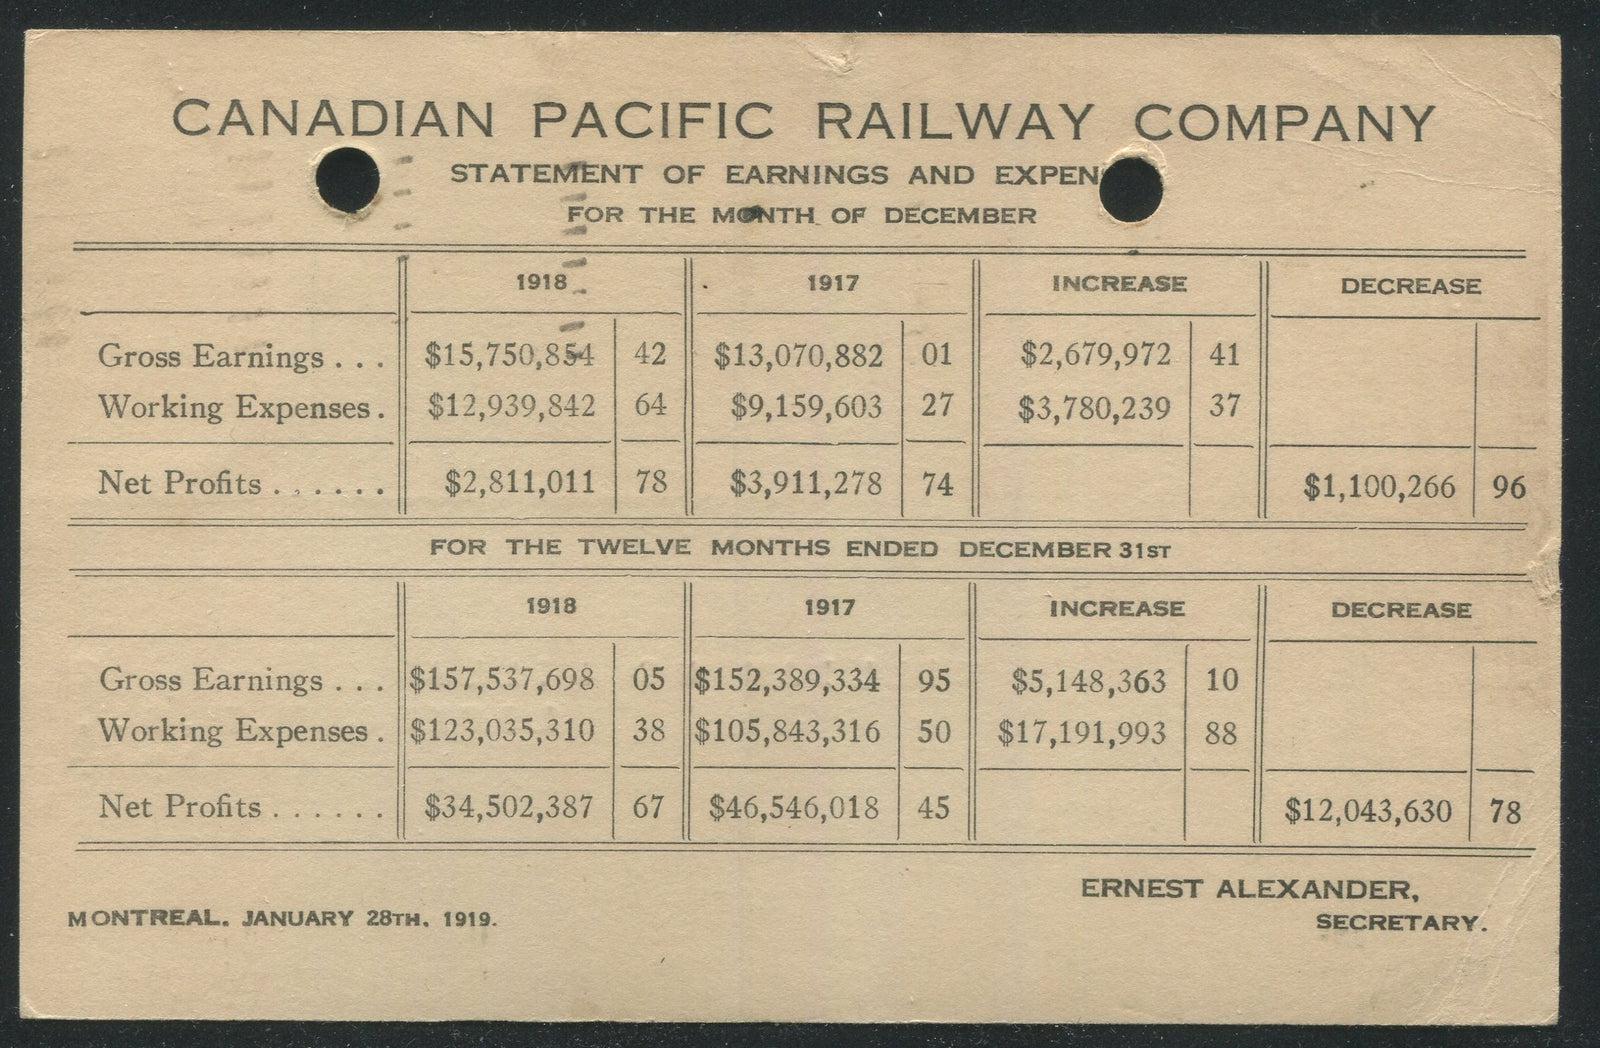 CANADIAN PACIFIC RAILWAY COMPANY
STATEMENT OF EARNINGS AND EXPEN
FOR THE MONTH OF DECEMBER
1918 1917 INCREASE DECREASE
Gross Earnings . . . $15,750,854 42 $13,070,882 01 $2,679,972 41
Working Expenses . $12,939,842 64 $9,159,603 27 $3,780,239 37
Net Profits . . . . . . $2,811,011 78 $3,911,278 74 $1,100,266 96
FOR THE TWELVE MONTHS ENDED DECEMBER 31ST
1918 1917 INCREASE DECREASE
Gross Earnings . . . $157,537,698 05 $152,389,334 95 $5,148,363 10
Working Expenses . $123,035,310 38 $105,843,316 50 $17,191,993 88
Net Profits . . . . . . $34,502,387 67 $46,546,018 45 $12,043,630 78
ERNEST ALEXANDER,
MONTREAL. JANUARY 28TH. 1919. SECRETARY.